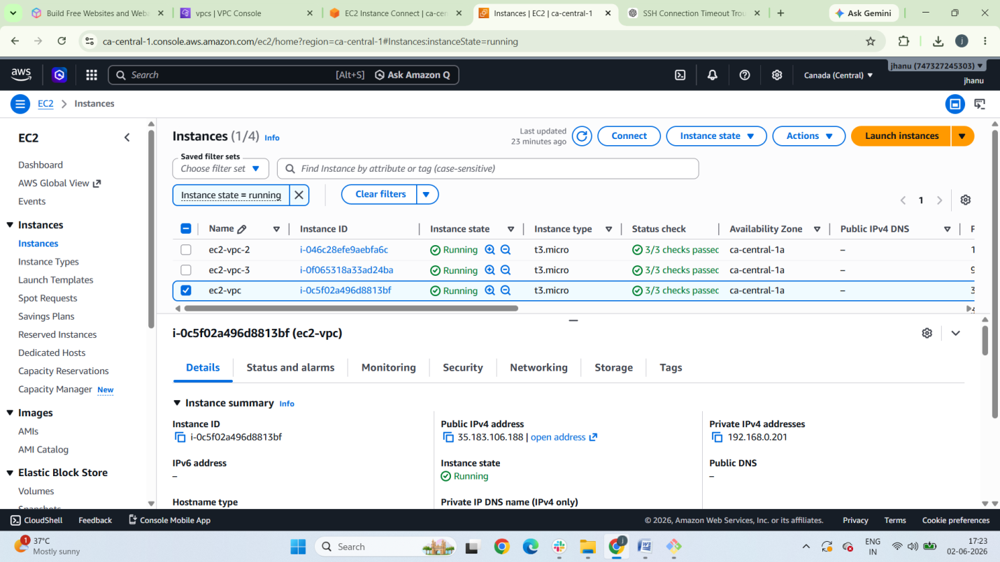 Build Free Websites and Weba
vpcs | VPC Console
EC2 Instance Connect | ca-cen
Instances | EC2 | ca-central-1
SSH Connection Timeout Trou
Ask Gemini
ca-central-1.console.aws.amazon.com/ec2/home?region=ca-central-1#Instances:instanceState=running
j
aws
Search
[Alt+S]
Ask Amazon Q
Canada (Central)
jhanu (747327245303)
jhanu
EC2
Instances
EC2
Dashboard
AWS Global View
Events
Instances
Instances
Instance Types
Launch Templates
Spot Requests
Savings Plans
Reserved Instances
Dedicated Hosts
Capacity Reservations
Capacity Manager New
Images
AMIs
AMI Catalog
Elastic Block Store
Volumes
Snapshots
Instances (1/4) Info
Last updated
23 minutes ago
Connect
Instance state
Actions
Launch instances
Saved filter sets
Choose filter set
Find Instance by attribute or tag (case-sensitive)
Instance state = running
Clear filters
1
Name Instance ID Instance state Instance type Status check Availability Zone Public IPv4 DNS
ec2-vpc-2 i-046c28efe9aebfa6c Running t3.micro 3/3 checks passec ca-central-1a – 1
ec2-vpc-3 i-0f065318a33ad24ba Running t3.micro 3/3 checks passec ca-central-1a – 9
ec2-vpc i-0c5f02a496d8813bf Running t3.micro 3/3 checks passec ca-central-1a – 3
i-0c5f02a496d8813bf (ec2-vpc)
Details Status and alarms Monitoring Security Networking Storage Tags
Instance summary Info
Instance ID
i-0c5f02a496d8813bf
Public IPv4 address
35.183.106.188 | open address
Private IPv4 addresses
192.168.0.201
IPv6 address
–
Instance state
Running
Public DNS
–
Hostname type
Private IP DNS name (IPv4 only)
CloudShell Feedback Console Mobile App
© 2026, Amazon Web Services, Inc. or its affiliates. Privacy Terms Cookie preferences
1
37°C
Mostly sunny
Search
J
ENG
IN
17:23
02-06-2026